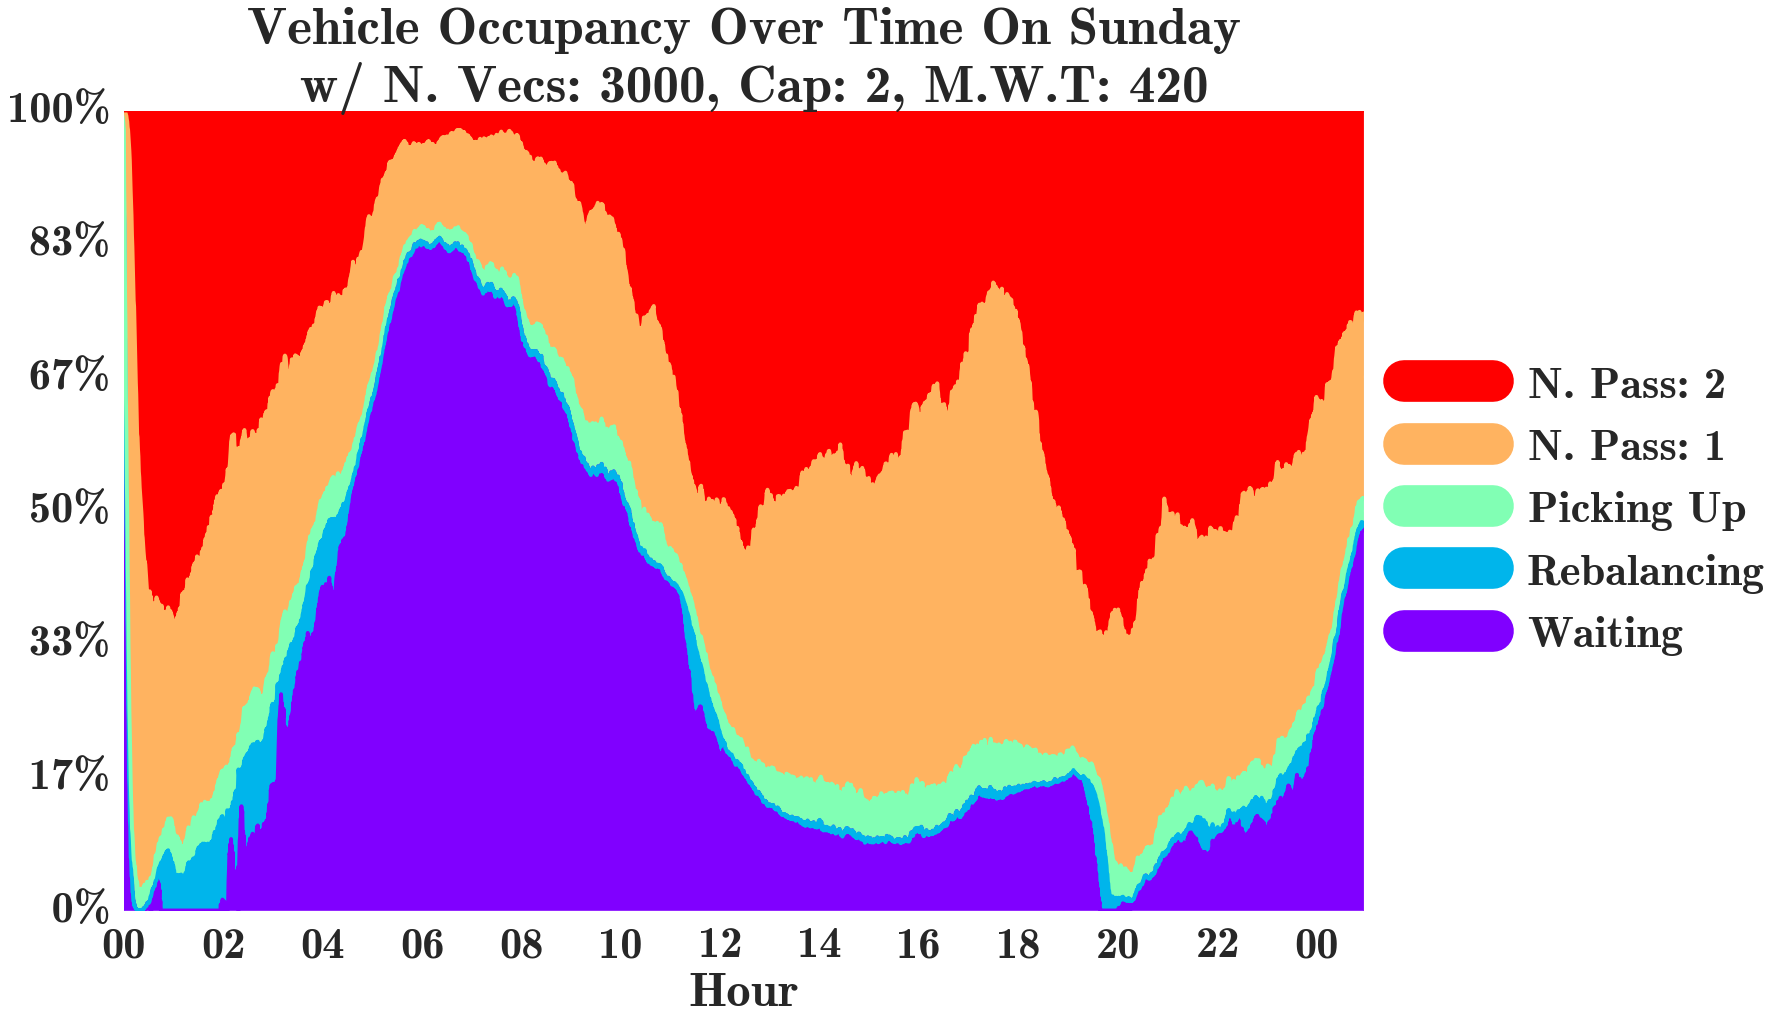 Vehicle Occupancy Over Time On Sunday
w/ N. Vecs: 3000, Cap: 2, M.W.T: 420
100%
83%
67%
50%
33%
17%
0%
00 02 04 06 08 10 12 14 16 18 20 22 00
Hour
N. Pass: 2
N. Pass: 1
Picking Up
Rebalancing
Waiting